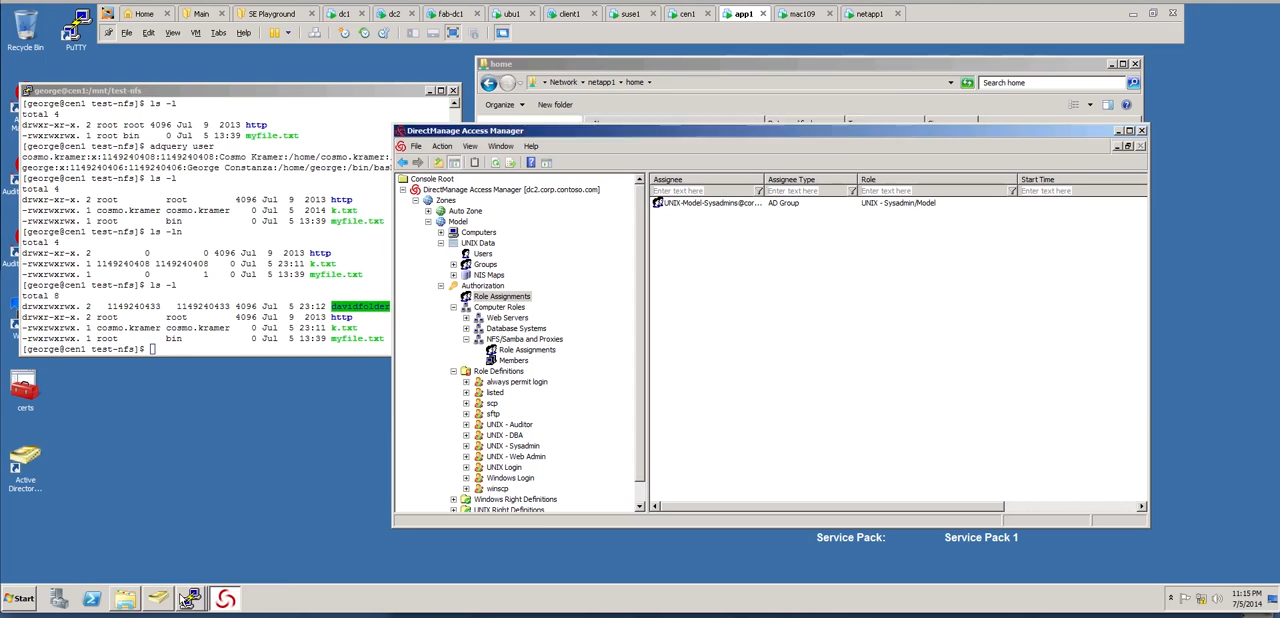 Home
Main
SE Playground
dc1
dc2
fab-dc1
ubu1
client1
suse1
cen1
app1
mac109
netapp1
File Edit View VM Tabs Help
Recycle Bin
PuTTY
home
Network netapp1 home
Search home
Organize New folder
george@cen1:/mnt/test-nfs
[george@cen1 test-nfs]$ ls -l
total 4
drwxr-xr-x. 2 root root 4096 Jul 9 2013 http
-rwxrwxrwx. 1 root bin 0 Jul 5 13:39 myfile.txt
[george@cen1 test-nfs]$ adquery user
cosmo.kramer:x:1149240408:1149240408:Cosmo Kramer:/home/cosmo.kramer:
george:x:1149240406:1149240406:George Constanza:/home/george:/bin/bas
[george@cen1 test-nfs]$ ls -l
total 4
drwxr-xr-x. 2 root root 4096 Jul 9 2013 http
-rwxrwxrwx. 1 cosmo.kramer cosmo.kramer 0 Jul 5 2014 k.txt
-rwxrwxrwx. 1 root bin 0 Jul 5 13:39 myfile.txt
[george@cen1 test-nfs]$ ls -ln
total 4
drwxr-xr-x. 2 0 0 4096 Jul 9 2013 http
-rwxrwxrwx. 1 1149240408 1149240408 0 Jul 5 23:11 k.txt
-rwxrwxrwx. 1 0 1 0 Jul 5 13:39 myfile.txt
[george@cen1 test-nfs]$ ls -l
total 8
drwxrwxrwx. 2 1149240433 1149240433 4096 Jul 5 23:12 davidfolder
drwxr-xr-x. 2 root root 4096 Jul 9 2013 http
-rwxrwxrwx. 1 cosmo.kramer cosmo.kramer 0 Jul 5 23:11 k.txt
-rwxrwxrwx. 1 root bin 0 Jul 5 13:39 myfile.txt
[george@cen1 test-nfs]$
DirectManage Access Manager
File Action View Window Help
Console Root
DirectManage Access Manager [dc2.corp.contoso.com]
Zones
Auto Zone
Model
Computers
UNIX Data
Users
Groups
NIS Maps
Authorization
Role Assignments
Computer Roles
Web Servers
Database Systems
NFS/Samba and Proxies
Role Assignments
Members
Role Definitions
always permit login
listed
scp
sftp
UNIX - Auditor
UNIX - DBA
UNIX - Sysadmin
UNIX - Web Admin
UNIX Login
Windows Login
winscp
Windows Right Definitions
UNIX Right Definitions
Assignee Assignee Type Role Start Time
Enter text here Enter text here Enter text here Enter text here
UNIX-Model-Sysadmins@cor... AD Group UNIX - Sysadmin/Model
certs
Active
Director...
Service Pack: Service Pack 1
Start
11:15 PM
7/5/2014